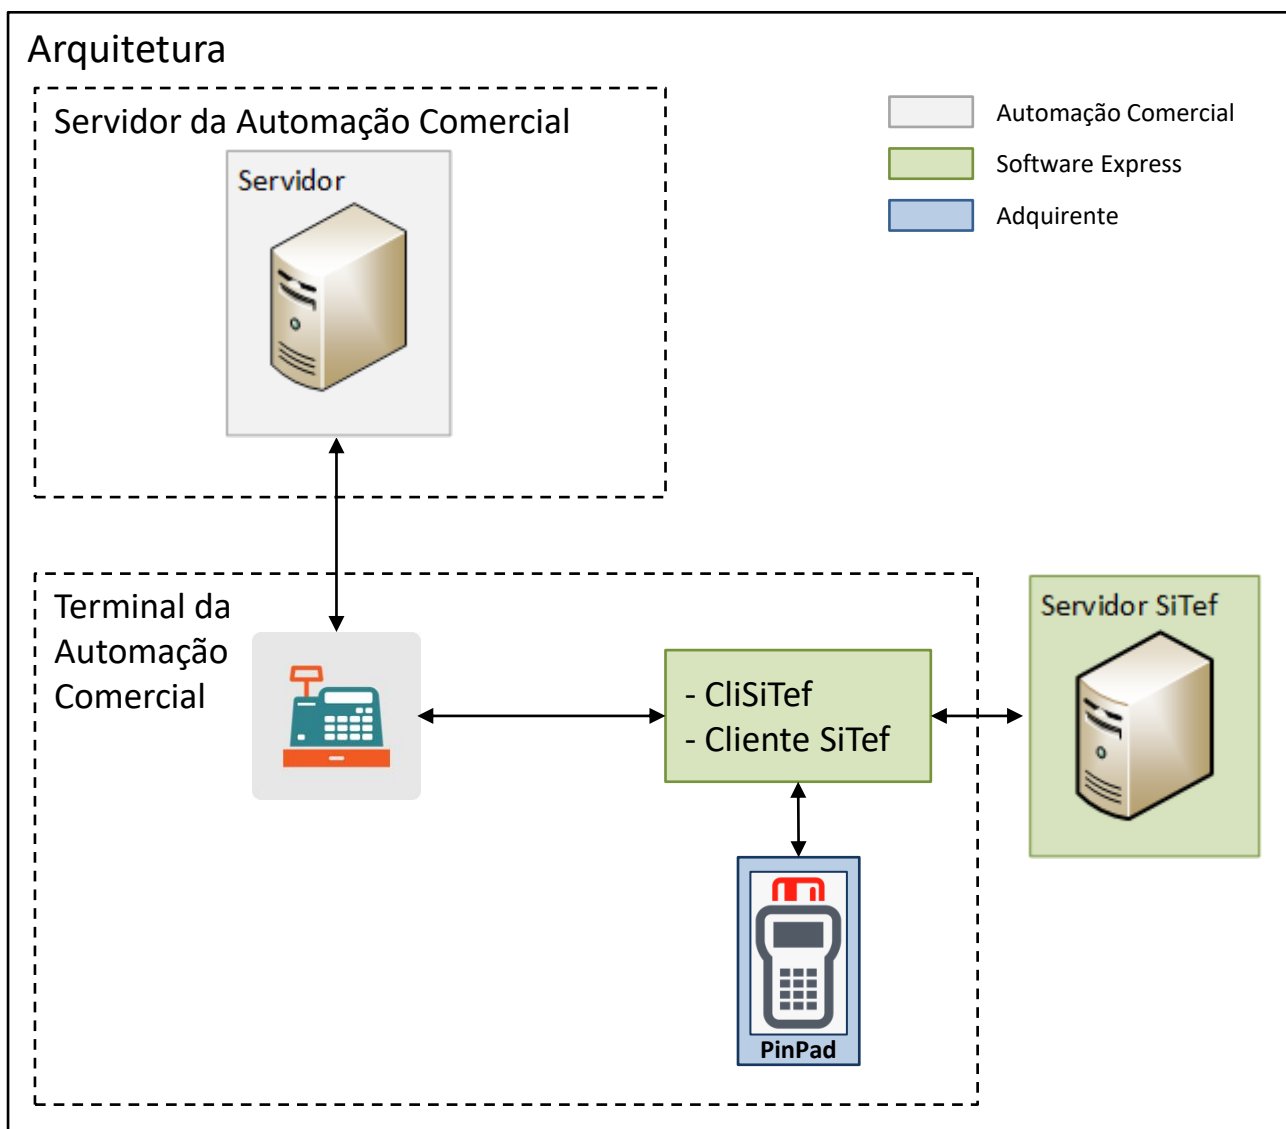 Arquitetura
Servidor da Automação Comercial
Servidor
Automação Comercial
Software Express
Adquirente
Terminal da
Automação
Comercial
- CliSiTef
- Cliente SiTef
Servidor SiTef
PinPad